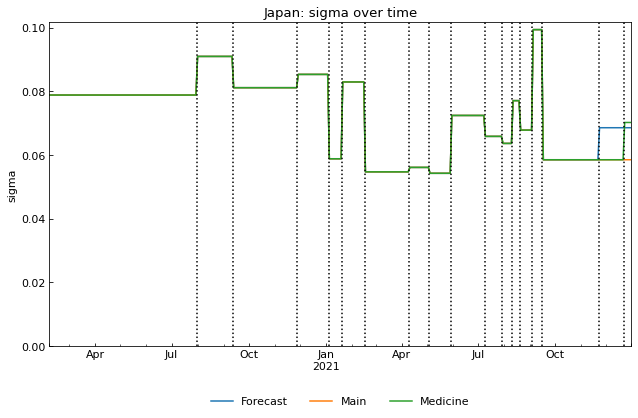 Japan: sigma over time
0.10
0.08
0.06
0.04
0.02
0.00
sigma
Apr Jul Oct Jan Apr Jul Oct
2021
Forecast Main Medicine